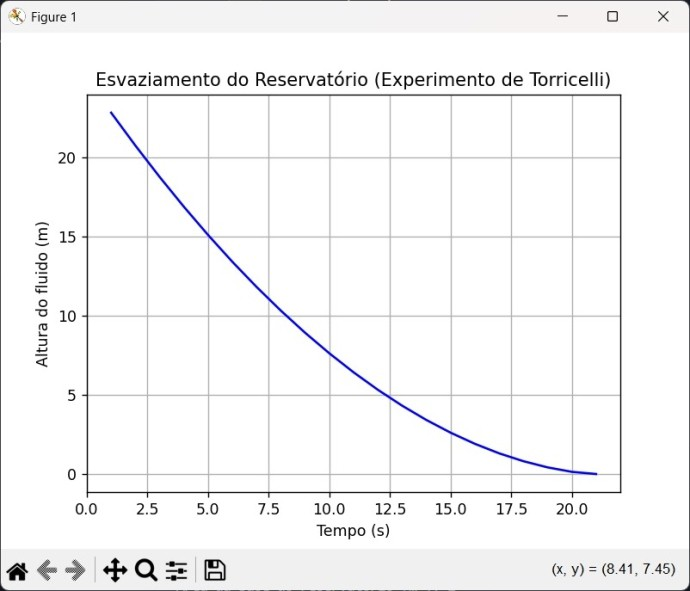 Figure 1
Esvaziamento do Reservatório (Experimento de Torricelli)
Altura do fluido (m)
20
15
10
5
0
0.0 2.5 5.0 7.5 10.0 12.5 15.0 17.5 20.0
Tempo (s)
(x, y) = (8.41, 7.45)